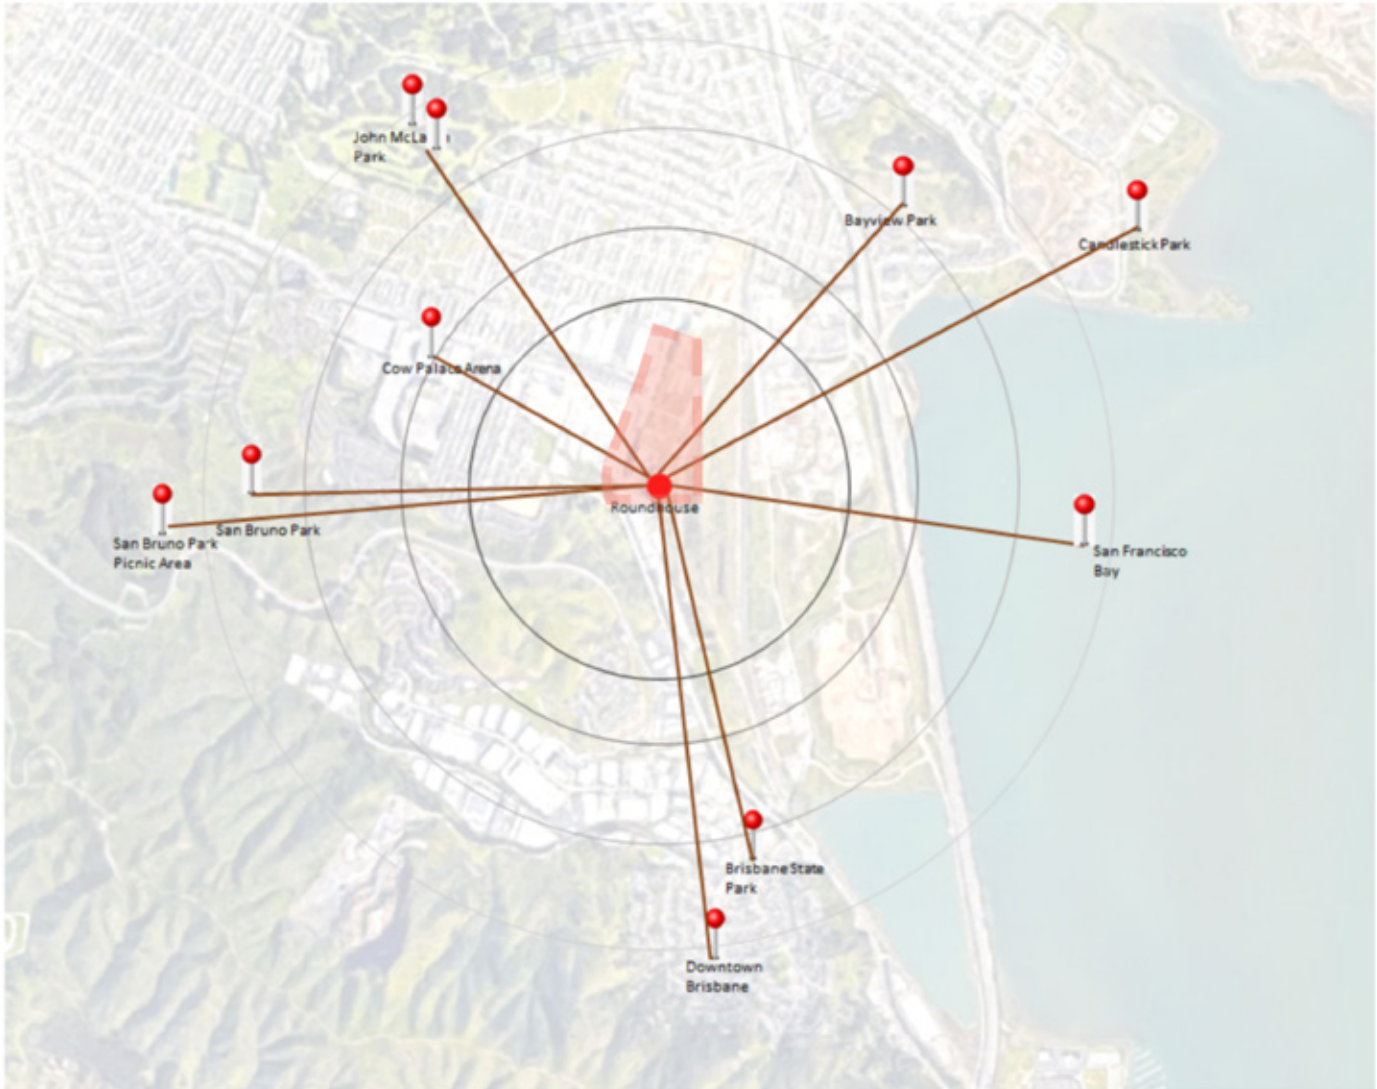 John McLa
Park
Bayview Park
Candlestick Park
Cow Palace Arena
Roundhouse
San Bruno Park
San Bruno Park
Picnic Area
San Francisco
Bay
Brisbane State
Park
Downtown
Brisbane